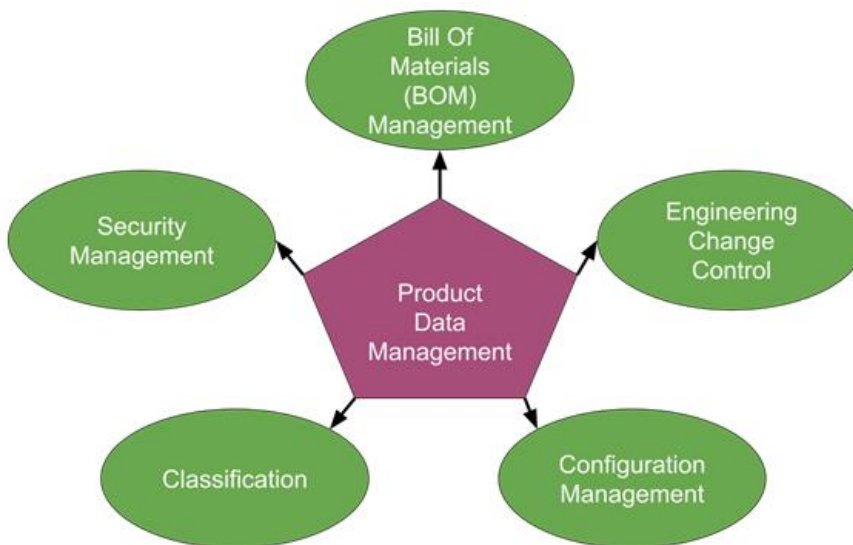 Bill Of
Materials
(BOM)
Management
Security
Management
Engineering
Change
Control
Product
Data
Management
Classification
Configuration
Management